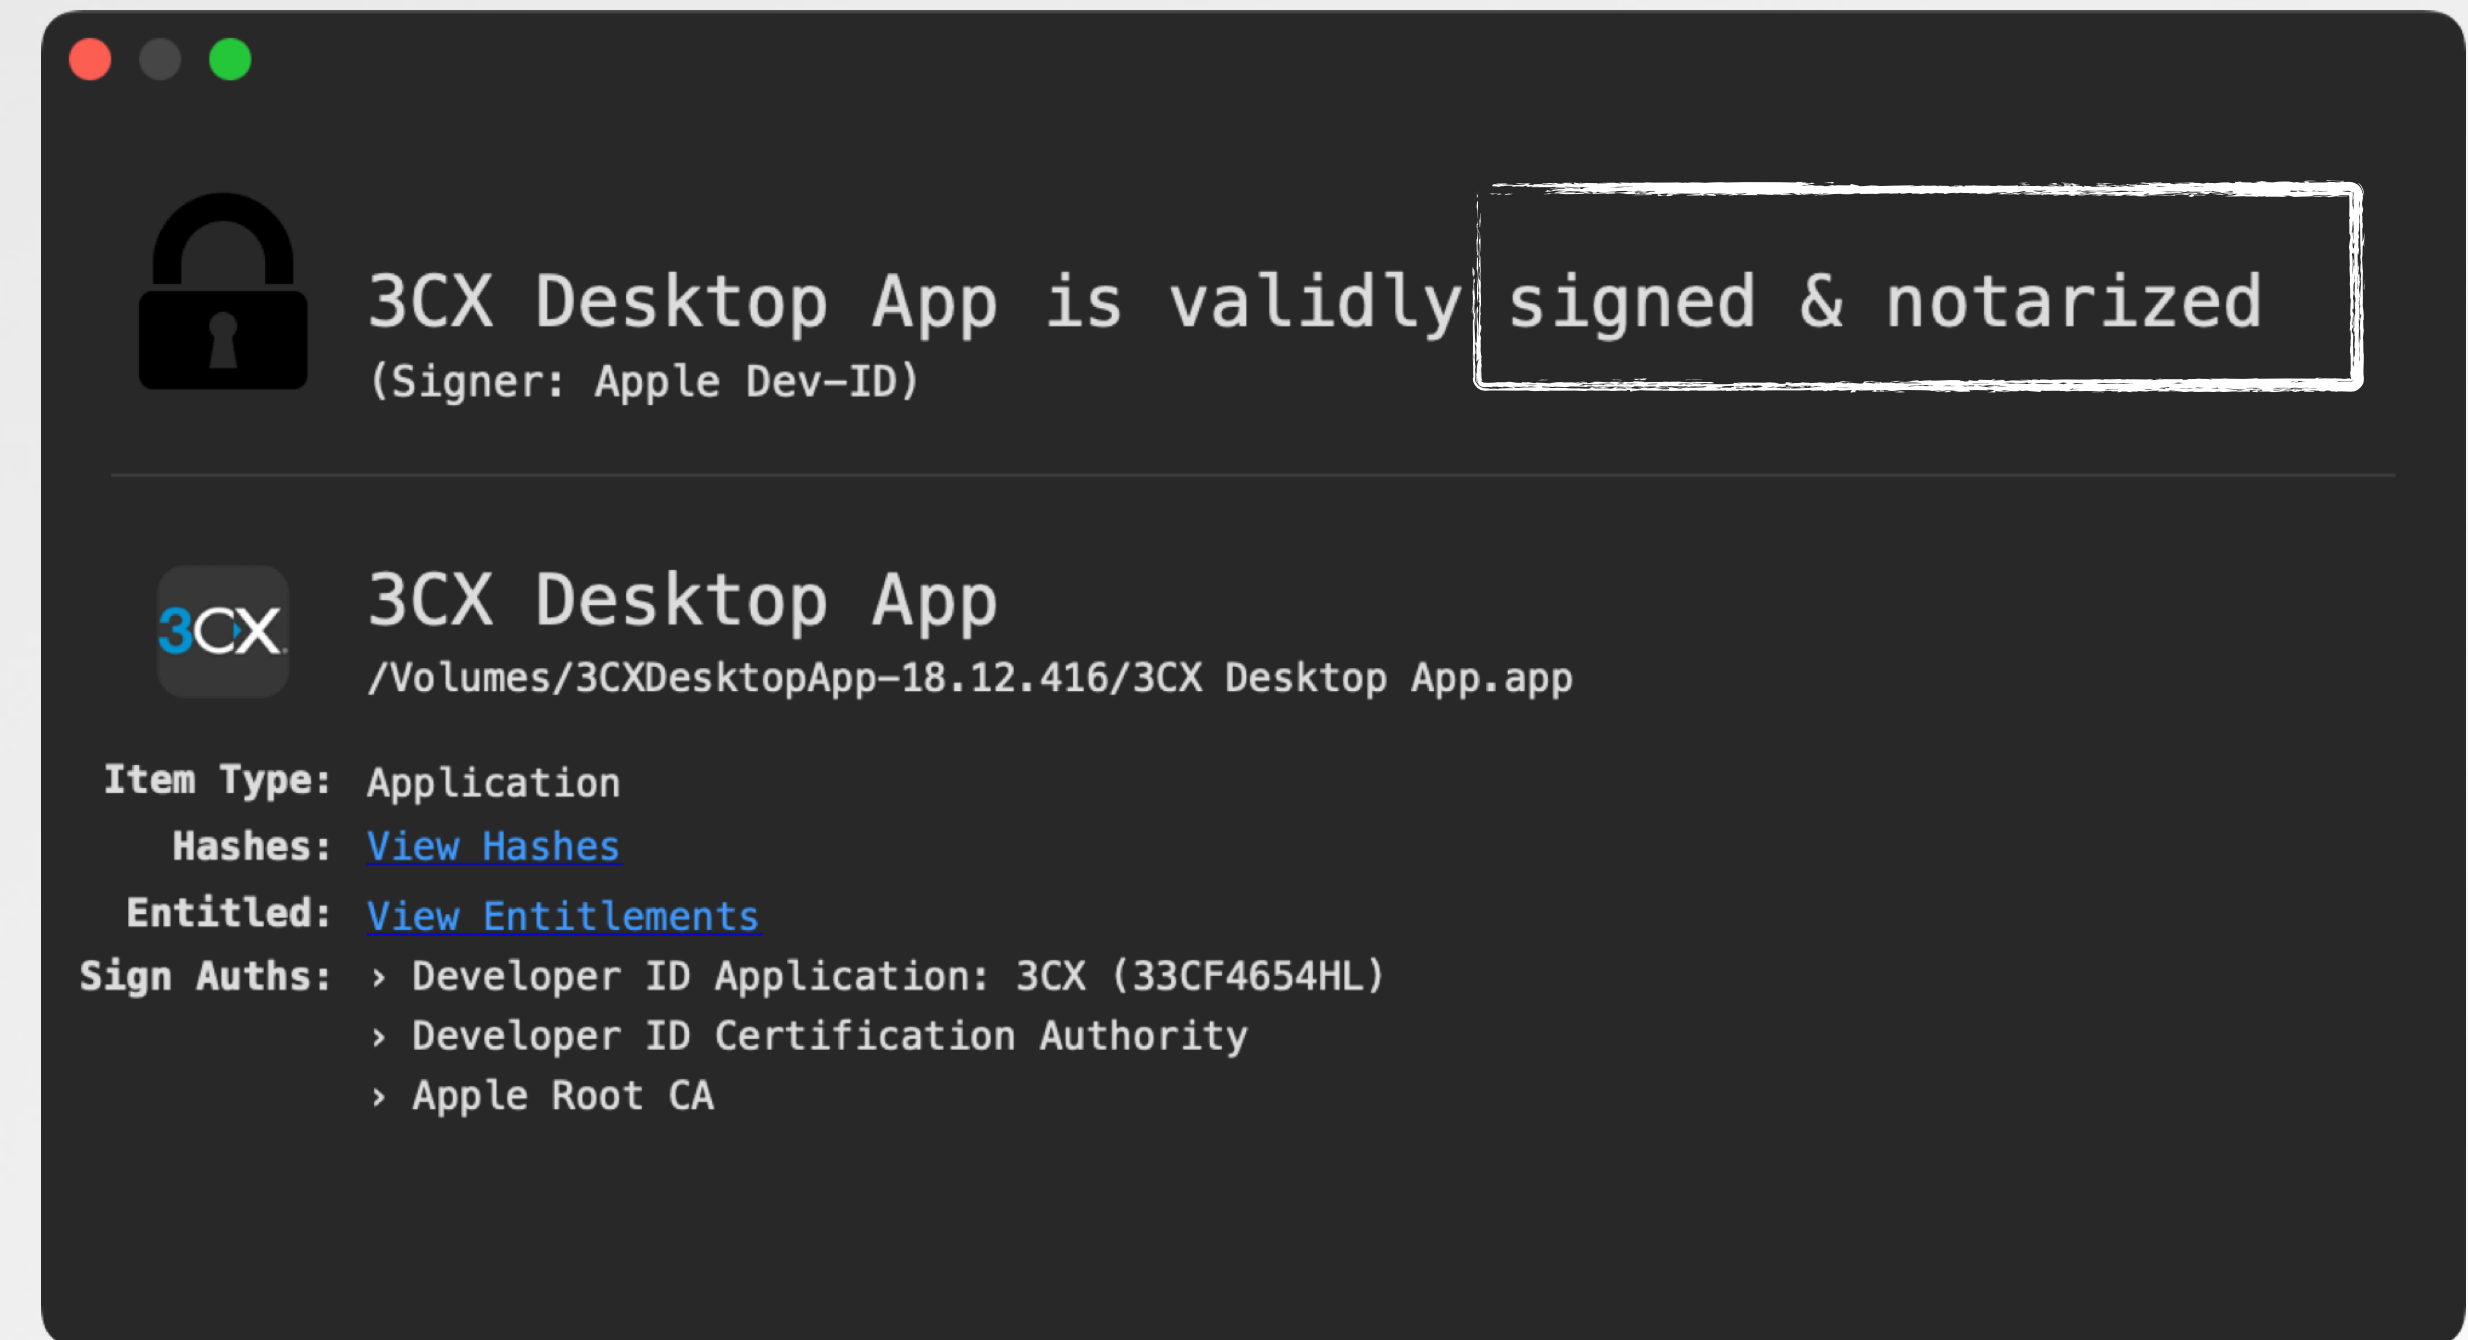 3CX Desktop App is validly signed & notarized
(Signer: Apple Dev-ID)
3CX
3CX Desktop App
/Volumes/3CXDesktopApp-18.12.416/3CX Desktop App.app
Item Type: Application
Hashes: View Hashes
Entitled: View Entitlements
Sign Auths: › Developer ID Application: 3CX (33CF4654HL)
› Developer ID Certification Authority
› Apple Root CA